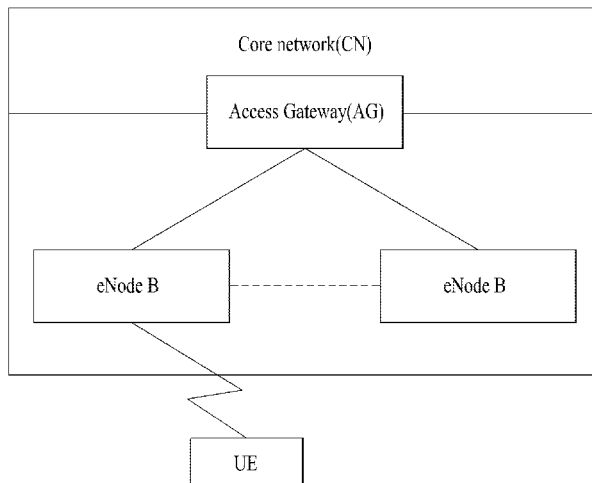 Core network(CN)
Access Gateway(AG)
eNode B
eNode B
UE